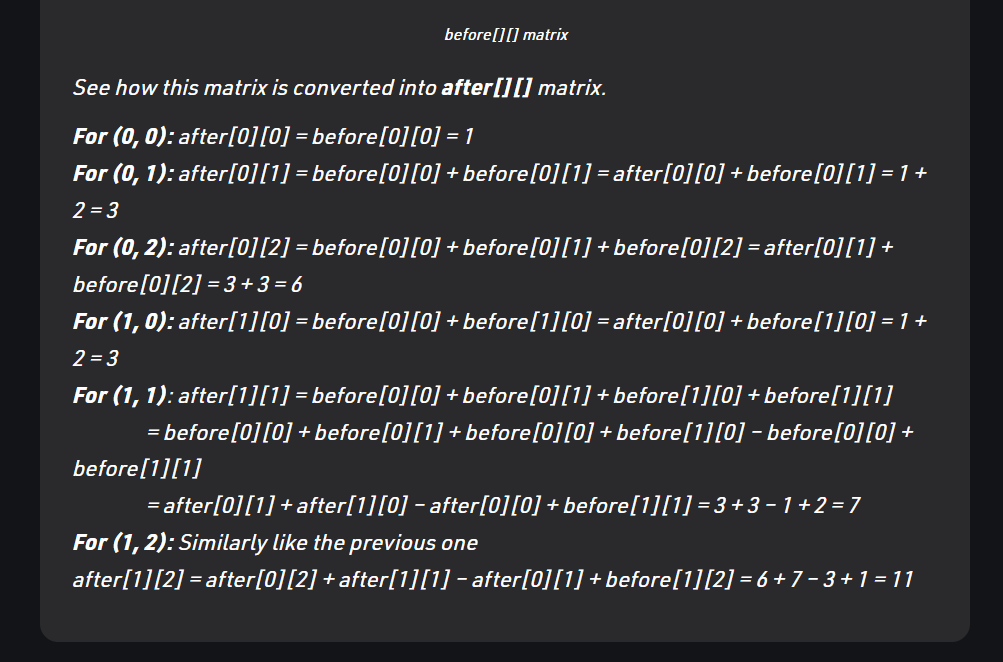 before[][] matrix
See how this matrix is converted into after[][] matrix.
For (0, 0): after[0][0] = before[0][0] = 1
For (0, 1): after[0][1] = before[0][0] + before[0][1] = after[0][0] + before[0][1] = 1 +
2 = 3
For (0, 2): after[0][2] = before[0][0] + before[0][1] + before[0][2] = after[0][1] +
before[0][2] = 3 + 3 = 6
For (1, 0): after[1][0] = before[0][0] + before[1][0] = after[0][0] + before[1][0] = 1 +
2 = 3
For (1, 1): after[1][1] = before[0][0] + before[0][1] + before[1][0] + before[1][1]
= before[0][0] + before[0][1] + before[0][0] + before[1][0] – before[0][0] +
before[1][1]
= after[0][1] + after[1][0] – after[0][0] + before[1][1] = 3 + 3 – 1 + 2 = 7
For (1, 2): Similarly like the previous one
after[1][2] = after[0][2] + after[1][1] – after[0][1] + before[1][2] = 6 + 7 – 3 + 1 = 11